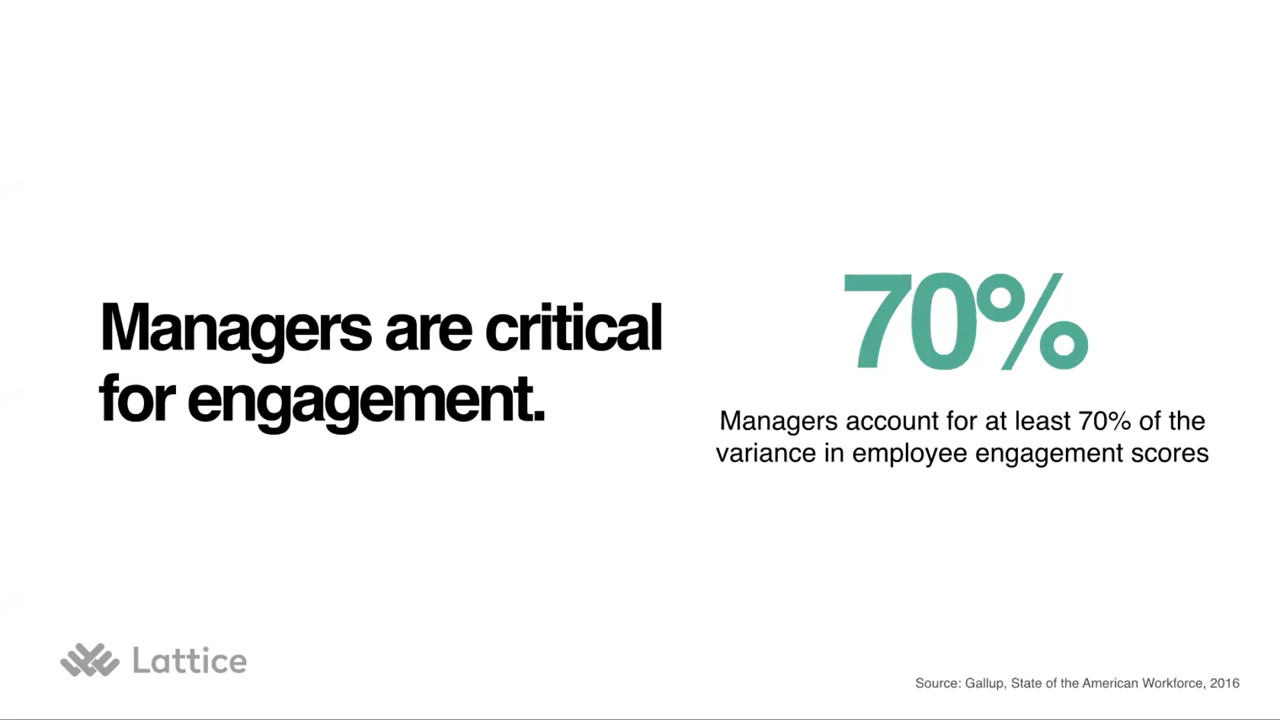 Managers are critical
for engagement.
70%
Managers account for at least 70% of the
variance in employee engagement scores
Lattice
Source: Gallup, State of the American Workforce, 2016